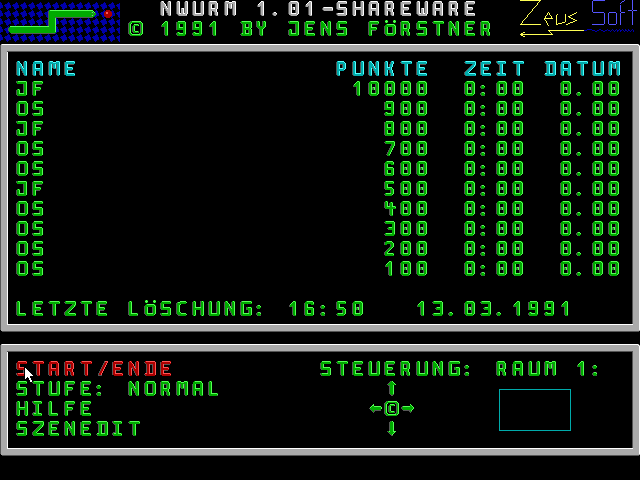 NWURM 1.01-SHAREWARE
© 1991 BY JENS FÖRSTNER
Zeus Soft
NAME PUNKTE ZEIT DATUM
JF 10000 0:00 0.00
OS 900 0:00 0.00
JF 800 0:00 0.00
OS 700 0:00 0.00
OS 600 0:00 0.00
JF 500 0:00 0.00
OS 400 0:00 0.00
OS 300 0:00 0.00
OS 200 0:00 0.00
OS 100 0:00 0.00
LETZTE LÖSCHUNG: 16:50 13.03.1991
START/ENDE STEUERUNG: RAUM 1:
STUFE: NORMAL ↑
HILFE ←©→
SZENEDIT ↓